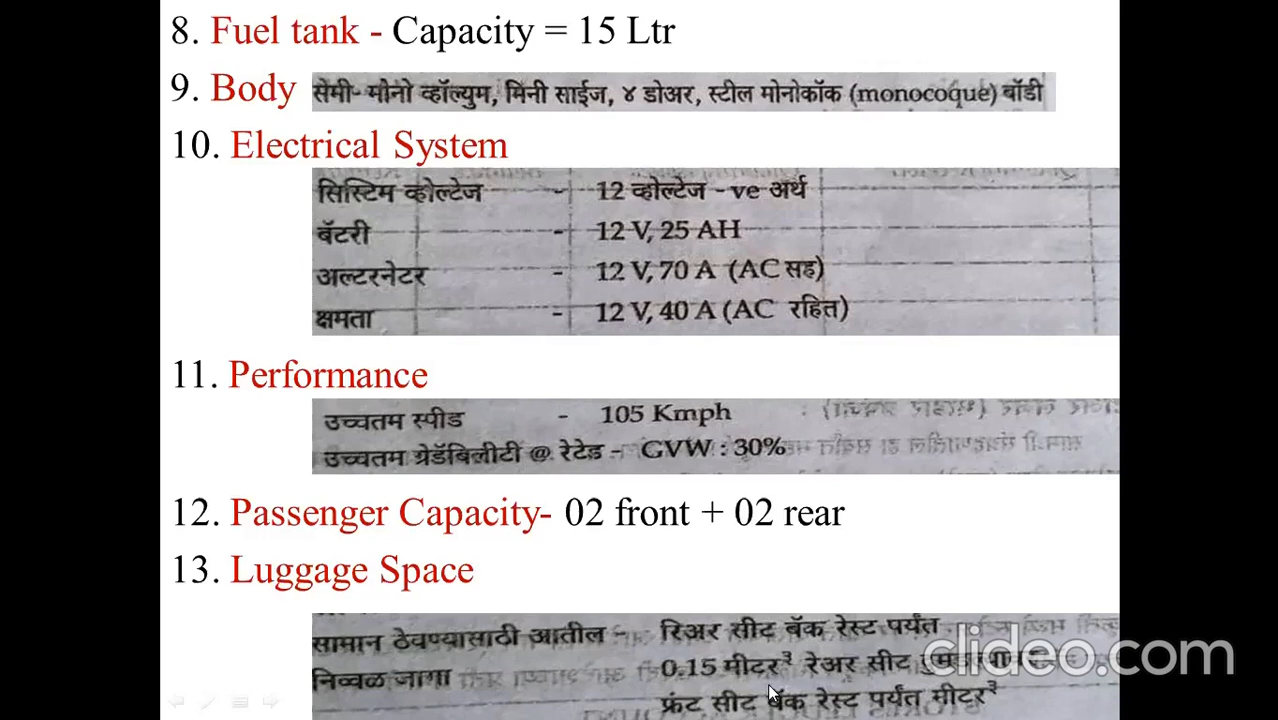 8. Fuel tank - Capacity = 15 Ltr
9. Body सेमी- मोनो व्हॉल्युम, मिनी साईज, ४ डोअर, स्टील मोनोकॉक (monocoque) बॉडी
10. Electrical System
सिस्टिम व्होल्टेज - 12 व्होल्टेज - ve अर्थ
बॅटरी - 12 V, 25 AH
अल्टरनेटर - 12 V, 70 A (AC सह)
क्षमता - 12 V, 40 A (AC रहित)
11. Performance
उच्चतम स्पीड - 105 Kmph
उच्चतम ग्रेडॅबिलीटी @ रेटेड - GVW : 30%
12. Passenger Capacity- 02 front + 02 rear
13. Luggage Space
सामान ठेवण्यासाठी आतील - रिअर सीट बॅक रेस्ट पर्यंत
निव्वळ जागा 0.15 मीटर³ रेअर सीट
फ्रंट सीट बॅक रेस्ट पर्यंत मीटर³
clideo.com